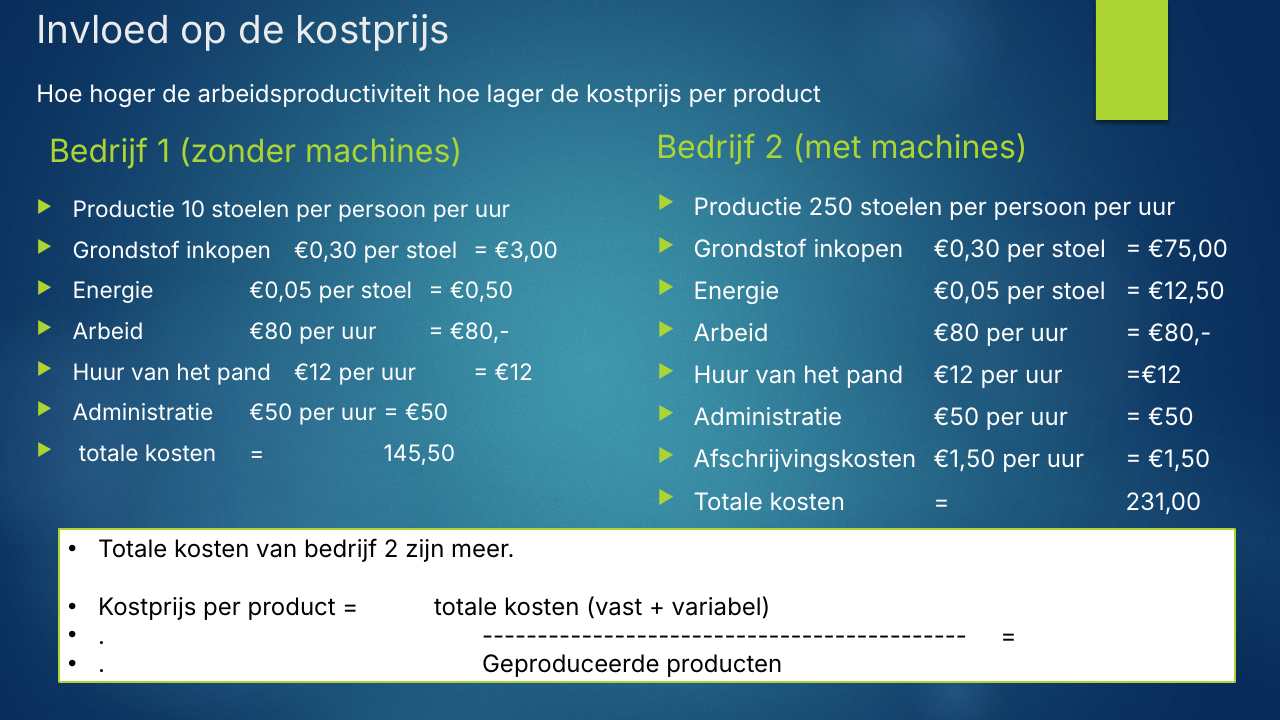 Invloed op de kostprijs
Hoe hoger de arbeidsproductiviteit hoe lager de kostprijs per product
Bedrijf 1 (zonder machines)
Productie 10 stoelen per persoon per uur
Grondstof inkopen €0,30 per stoel = €3,00
Energie €0,05 per stoel = €0,50
Arbeid €80 per uur = €80,-
Huur van het pand €12 per uur = €12
Administratie €50 per uur = €50
totale kosten = 145,50
Bedrijf 2 (met machines)
Productie 250 stoelen per persoon per uur
Grondstof inkopen €0,30 per stoel = €75,00
Energie €0,05 per stoel = €12,50
Arbeid €80 per uur = €80,-
Huur van het pand €12 per uur =€12
Administratie €50 per uur = €50
Afschrijvingskosten €1,50 per uur = €1,50
Totale kosten = 231,00
• Totale kosten van bedrijf 2 zijn meer.
• Kostprijs per product = totale kosten (vast + variabel)
• . -------------------------------------------- =
• . Geproduceerde producten